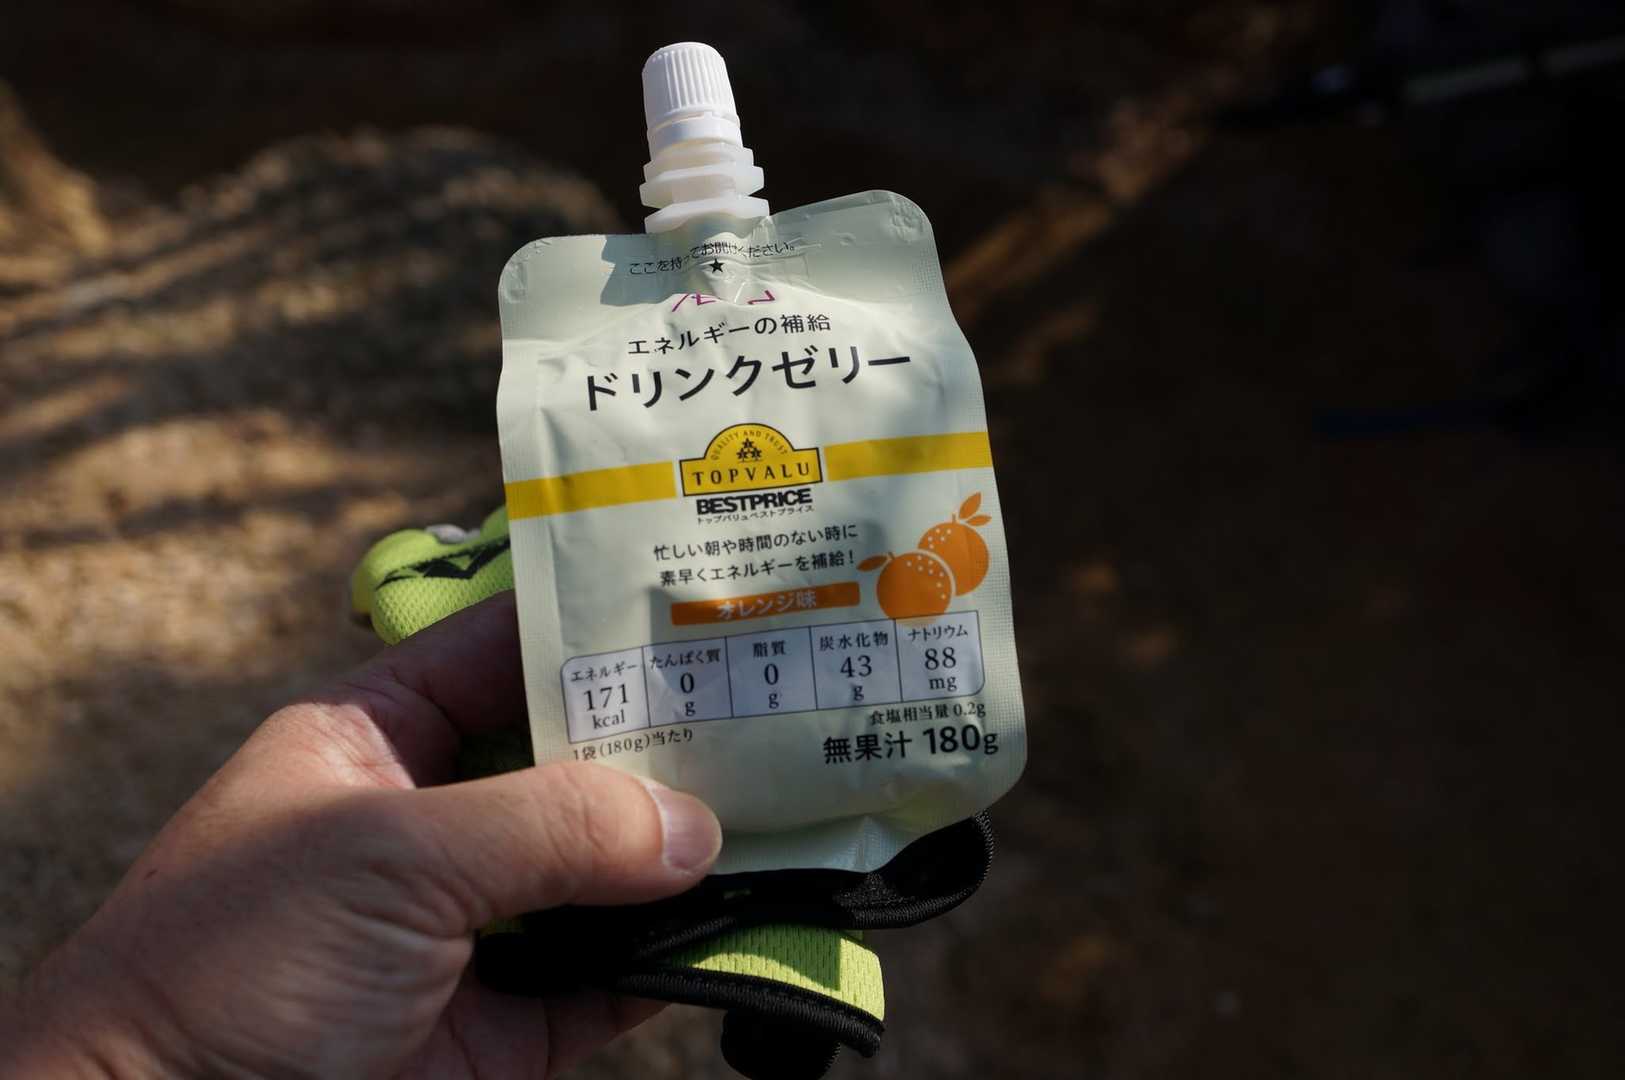 ここを持ってお開けください。
★
エネルギーの補給
ドリンクゼリー
QUALITY AND TRUST
TOPVALU
BESTPRICE
トップバリュベストプライス
忙しい朝や時間のない時に
素早くエネルギーを補給！
オレンジ味
エネルギー たんぱく質 脂質 炭水化物 ナトリウム
171 0 0 43 88
kcal g g g mg
食塩相当量 0.2g
1袋(180g)当たり
無果汁 180g